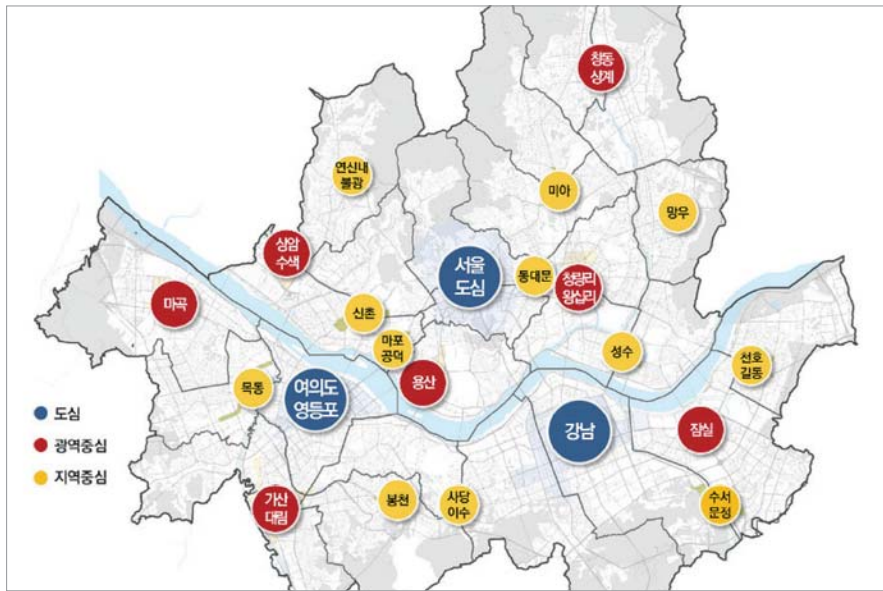 창동
상계
연신내
불광
미아
망우
상암
수색
서울
도심
동대문
청량리
왕십리
마곡
신촌
마포
공덕
성수
천호
길동
목동
여의도
영등포
용산
강남
잠실
도심
광역중심
지역중심
가산
대림
봉천
사당
이수
수서
문정